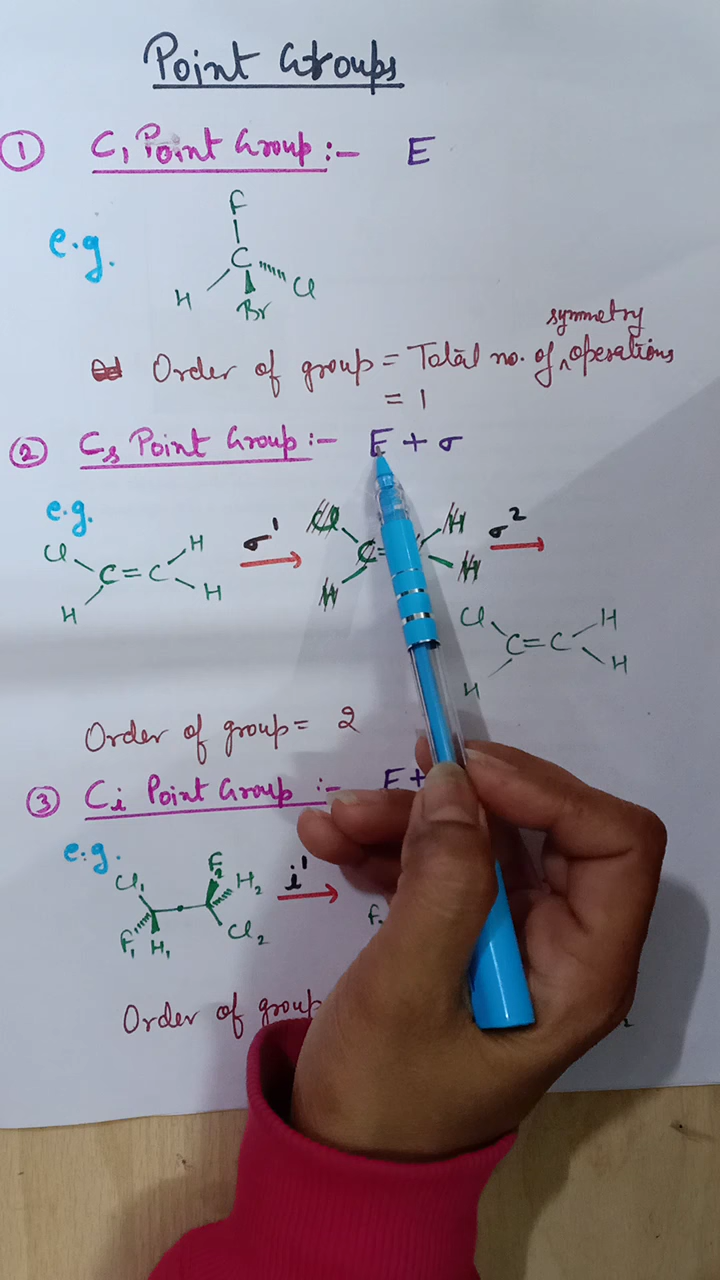 Point Groups
① C₁ Point Group :- E
e.g.
F
C
H Cl
Br
Order of group = Total no. of symmetry operations
= 1
② Cₛ Point Group :- E + σ
e.g.
Cl H
C=C
H H
σ¹
Cl H
C=
H H
σ²
Cl H
C=C
H H
Order of group = 2
③ Cᵢ Point Group :- E+
e.g.
Cl₁ F₂ H₂
F₁ H₁ Cl₂
i¹
F
Order of group
2